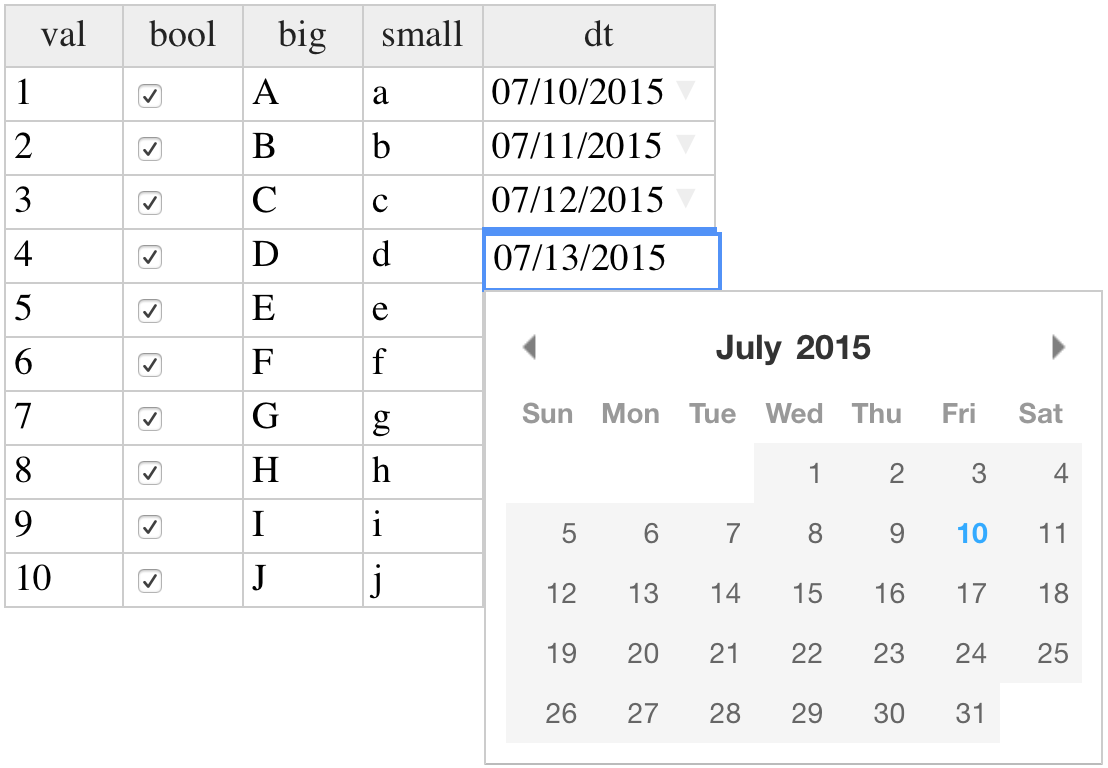 val bool big small dt
1 A a 07/10/2015
2 B b 07/11/2015
3 C c 07/12/2015
4 D d 07/13/2015
5 E e
6 F f
7 G g
8 H h
9 I i
10 J j
July 2015
Sun Mon Tue Wed Thu Fri Sat
1 2 3 4
5 6 7 8 9 10 11
12 13 14 15 16 17 18
19 20 21 22 23 24 25
26 27 28 29 30 31